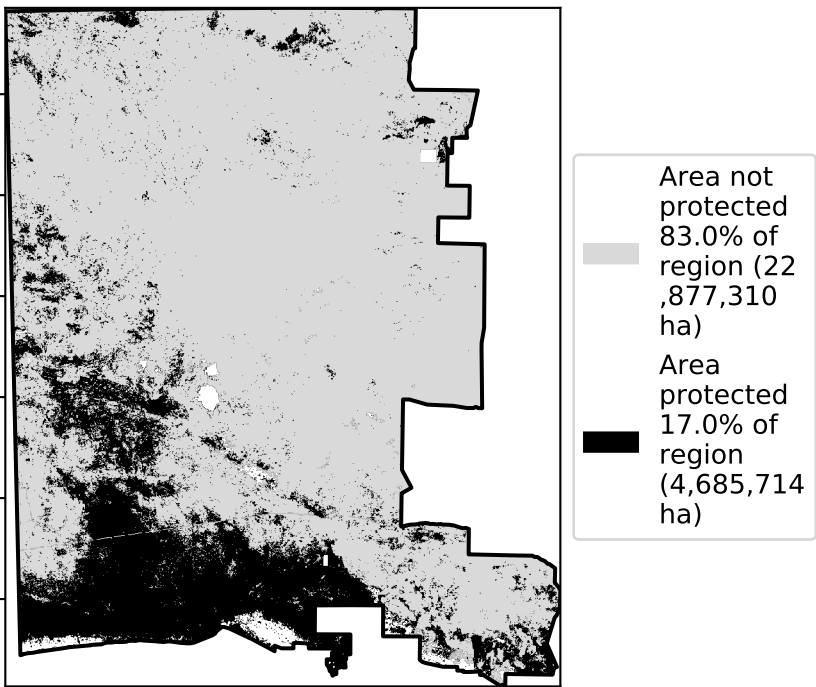 Area not
protected
83.0% of
region (22
,877,310
ha)
Area
protected
17.0% of
region
(4,685,714
ha)